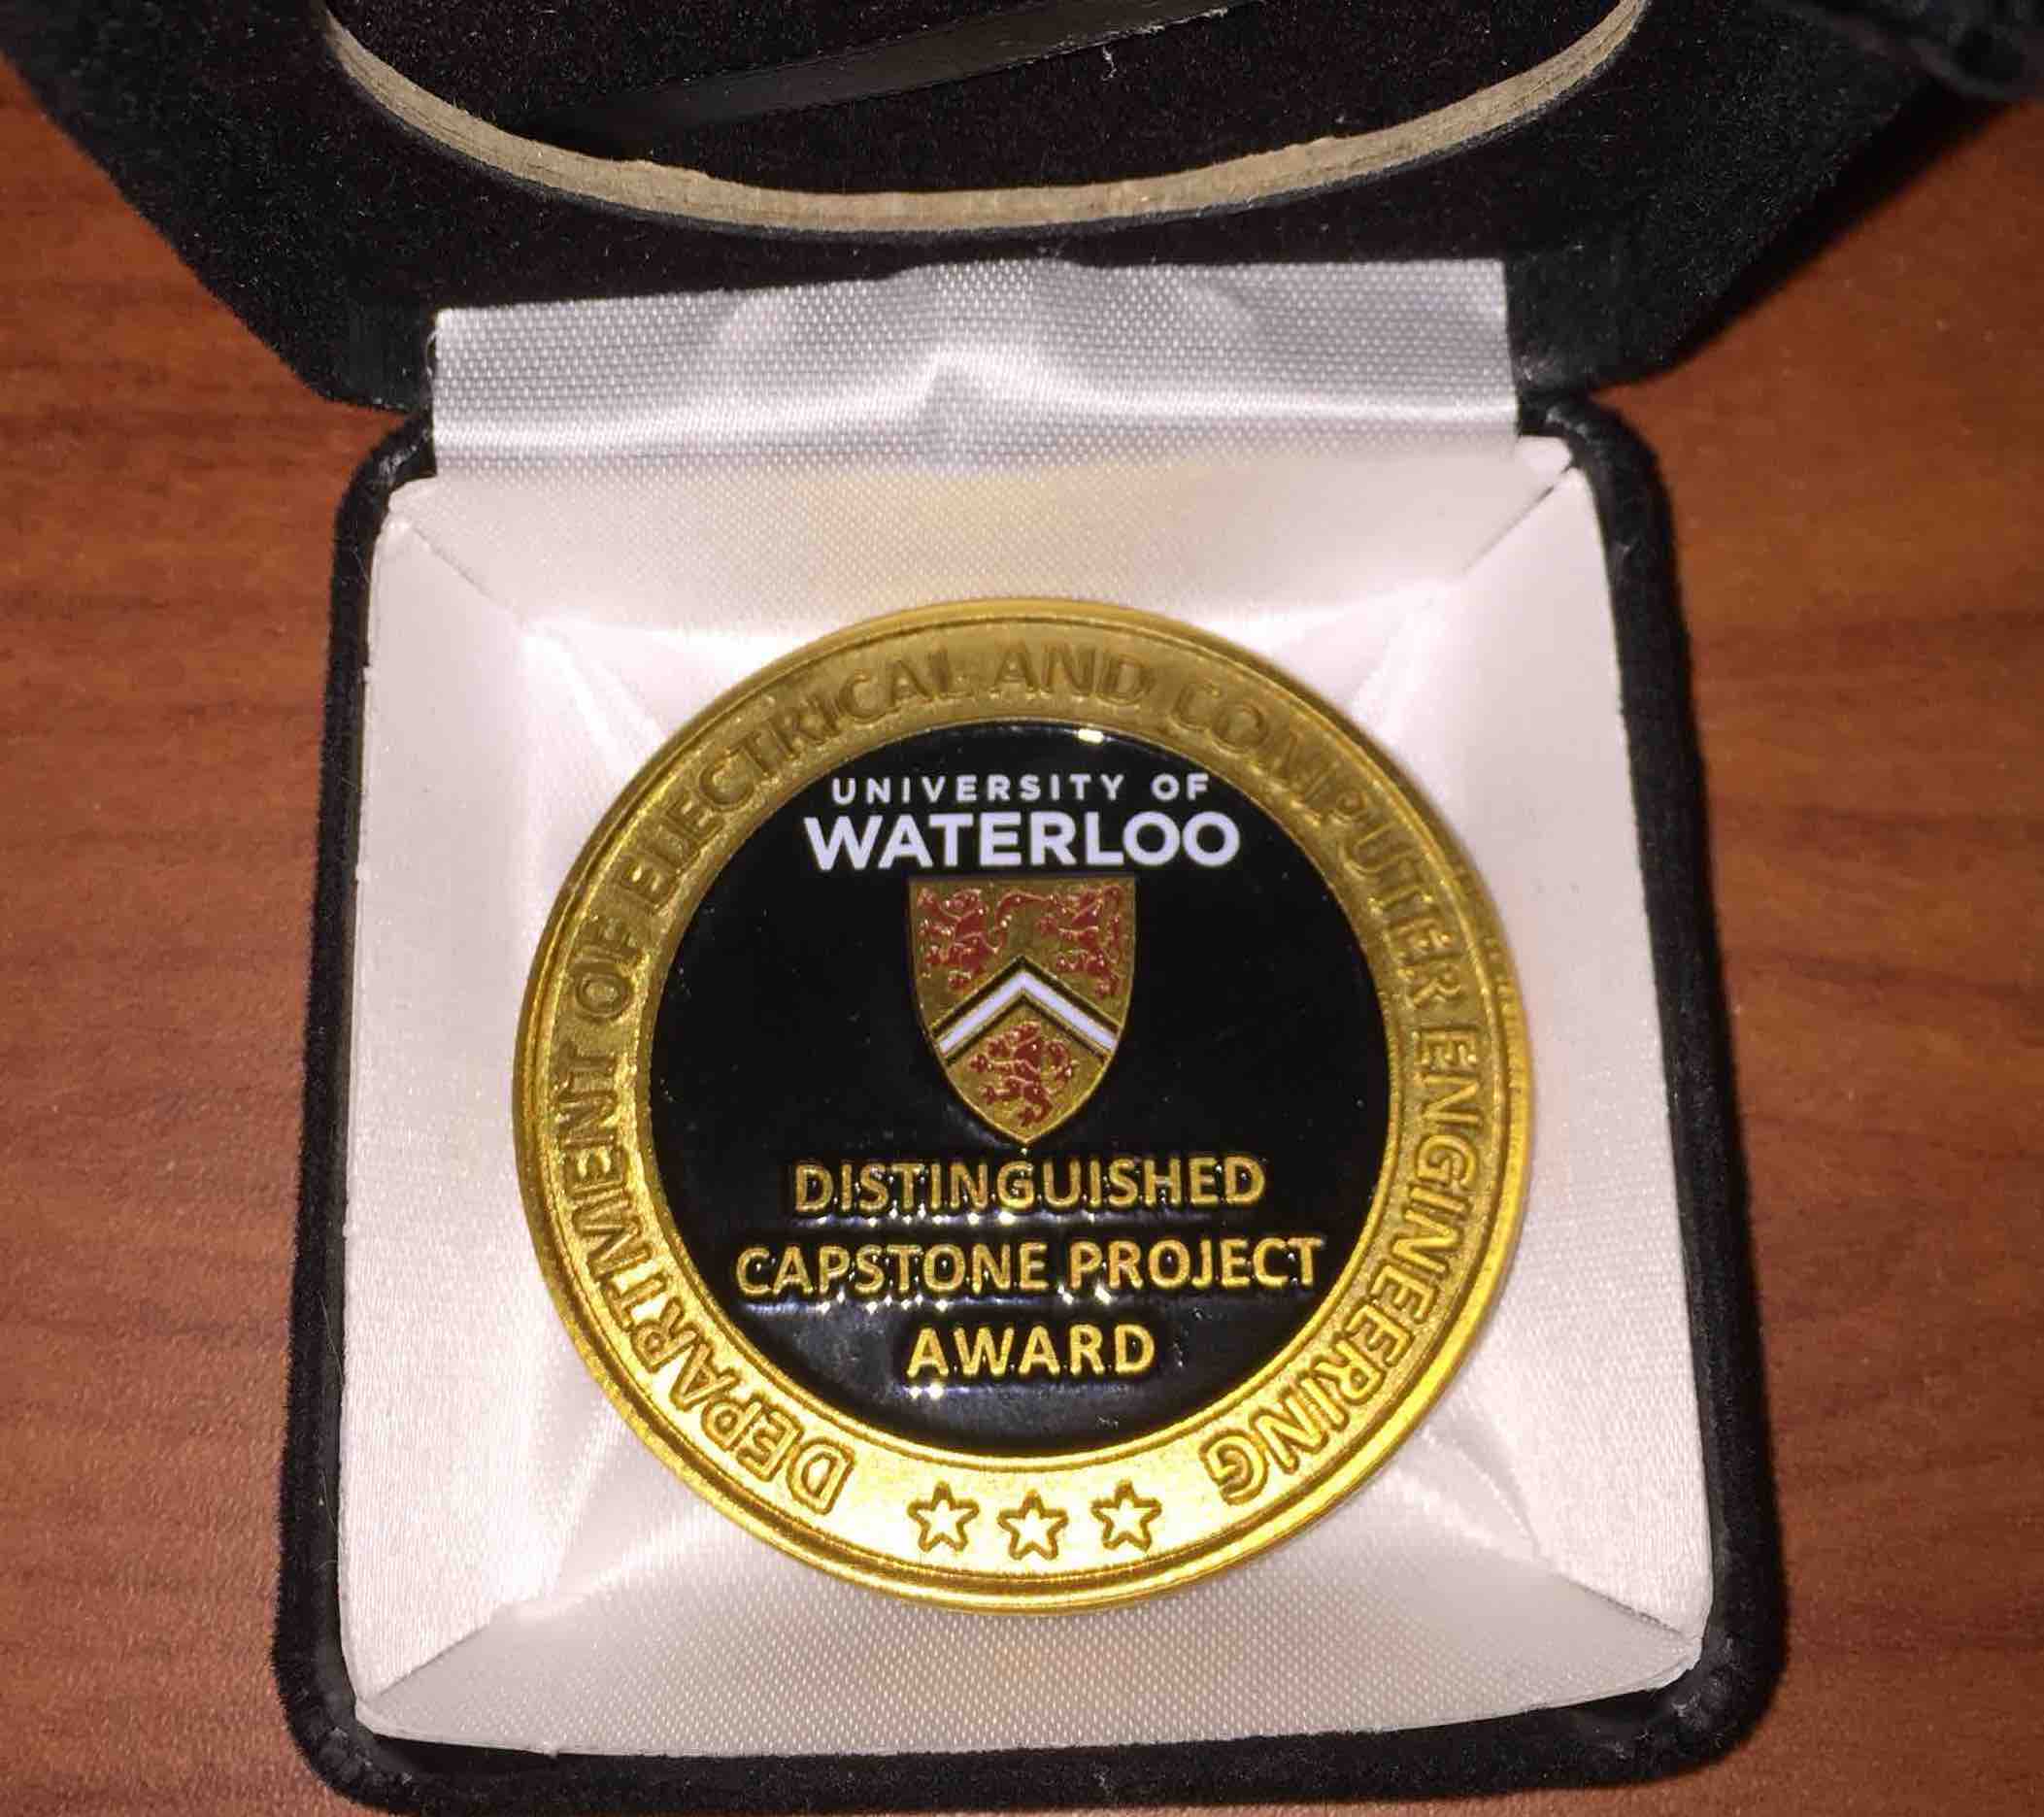 DEPARTMENT OF ELECTRICAL AND COMPUTER ENGINEERING
UNIVERSITY OF
WATERLOO
DISTINGUISHED
CAPSTONE PROJECT
AWARD